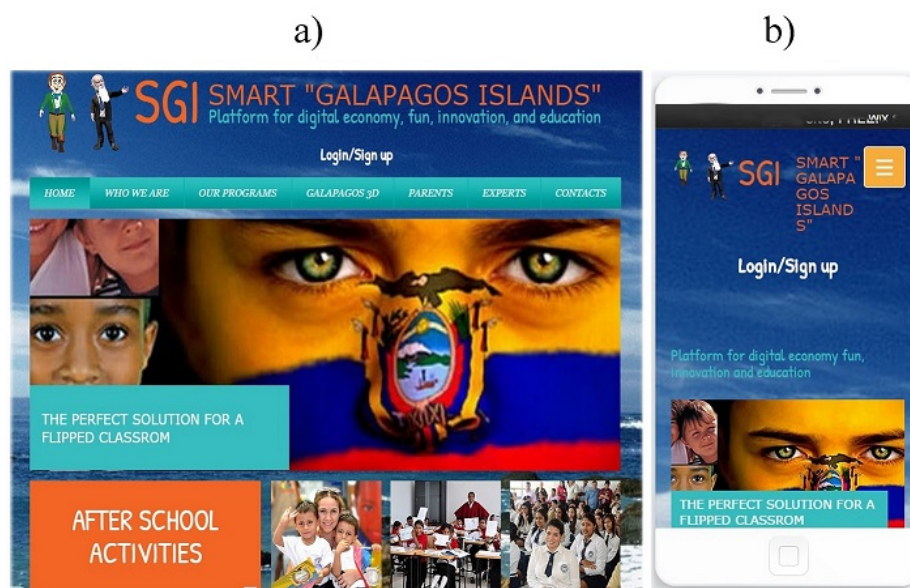 a)
b)
SGI SMART "GALAPAGOS ISLANDS"
Platform for digital economy, fun, innovation, and education
Login/Sign up
HOME WHO WE ARE OUR PROGRAMS GALAPAGOS 3D PARENTS EXPERTS CONTACTS
THE PERFECT SOLUTION FOR A
FLIPPED CLASSROM
AFTER SCHOOL
ACTIVITIES
WiX
SGI
SMART "
GALAPA
GOS
ISLAND
S"
Login/Sign up
Platform for digital economy fun,
innovation and education
THE PERFECT SOLUTION FOR A
FLIPPED CLASSROM